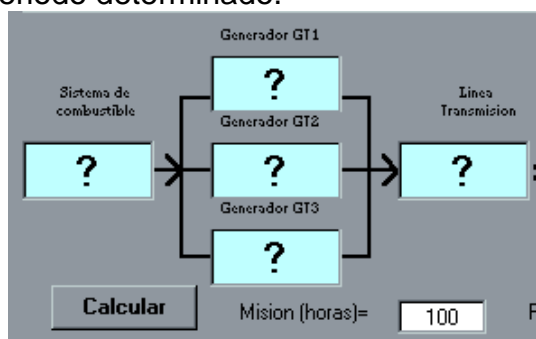 Generador GT1
?
Sistema de
combustible
Generador GT2
Linea
Transmision
?
?
?
Generador GT3
?
Calcular
Mision (horas)=
100